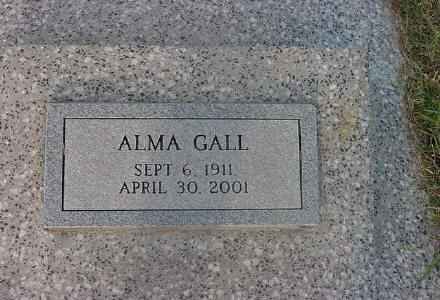 ALMA GALL
SEPT 6, 1911
APRIL 30, 2001